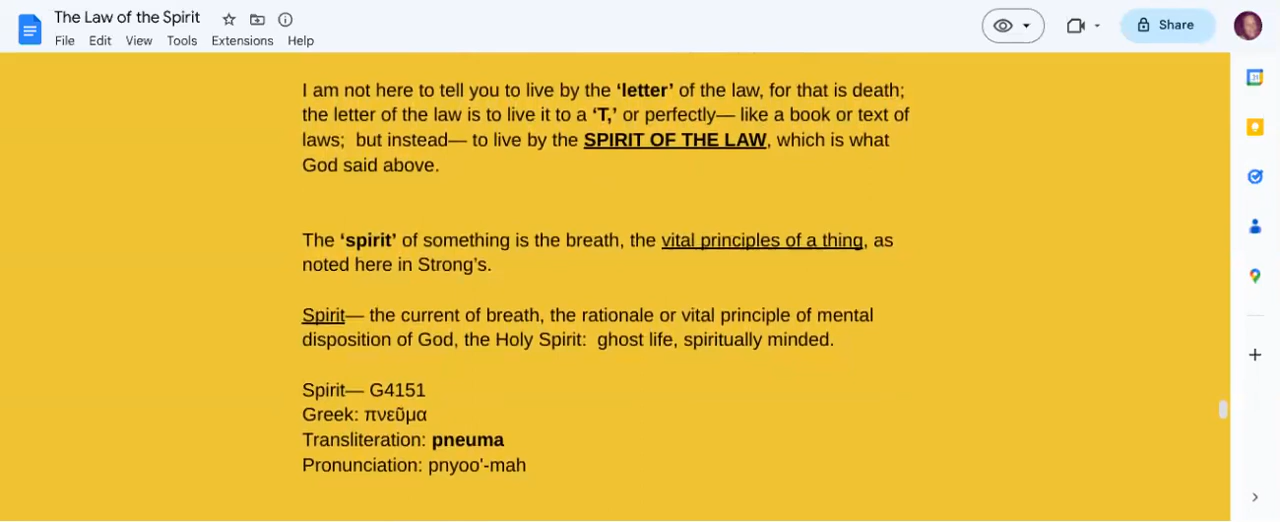 The Law of the Spirit
File Edit View Tools Extensions Help
Share
I am not here to tell you to live by the ‘letter’ of the law, for that is death;
the letter of the law is to live it to a ‘T,’ or perfectly— like a book or text of
laws;  but instead— to live by the SPIRIT OF THE LAW, which is what
God said above.
The ‘spirit’ of something is the breath, the vital principles of a thing, as
noted here in Strong’s.
Spirit— the current of breath, the rationale or vital principle of mental
disposition of God, the Holy Spirit:  ghost life, spiritually minded.
Spirit— G4151
Greek: πνεῦμα
Transliteration: pneuma
Pronunciation: pnyoo'-mah